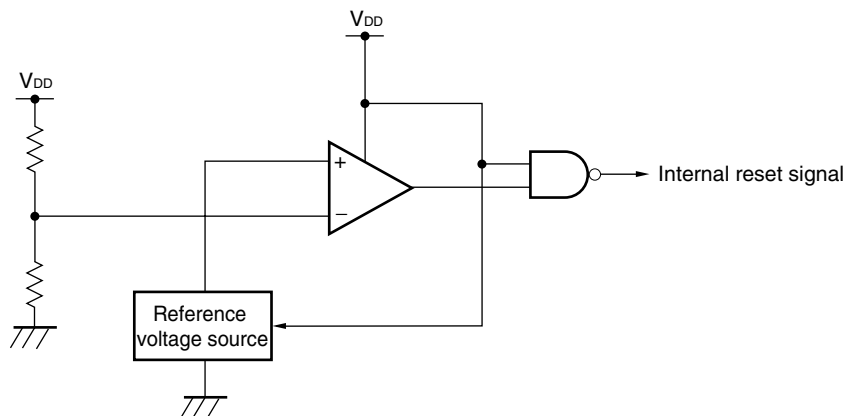 VDD
VDD
+
−
Internal reset signal
Reference
voltage source